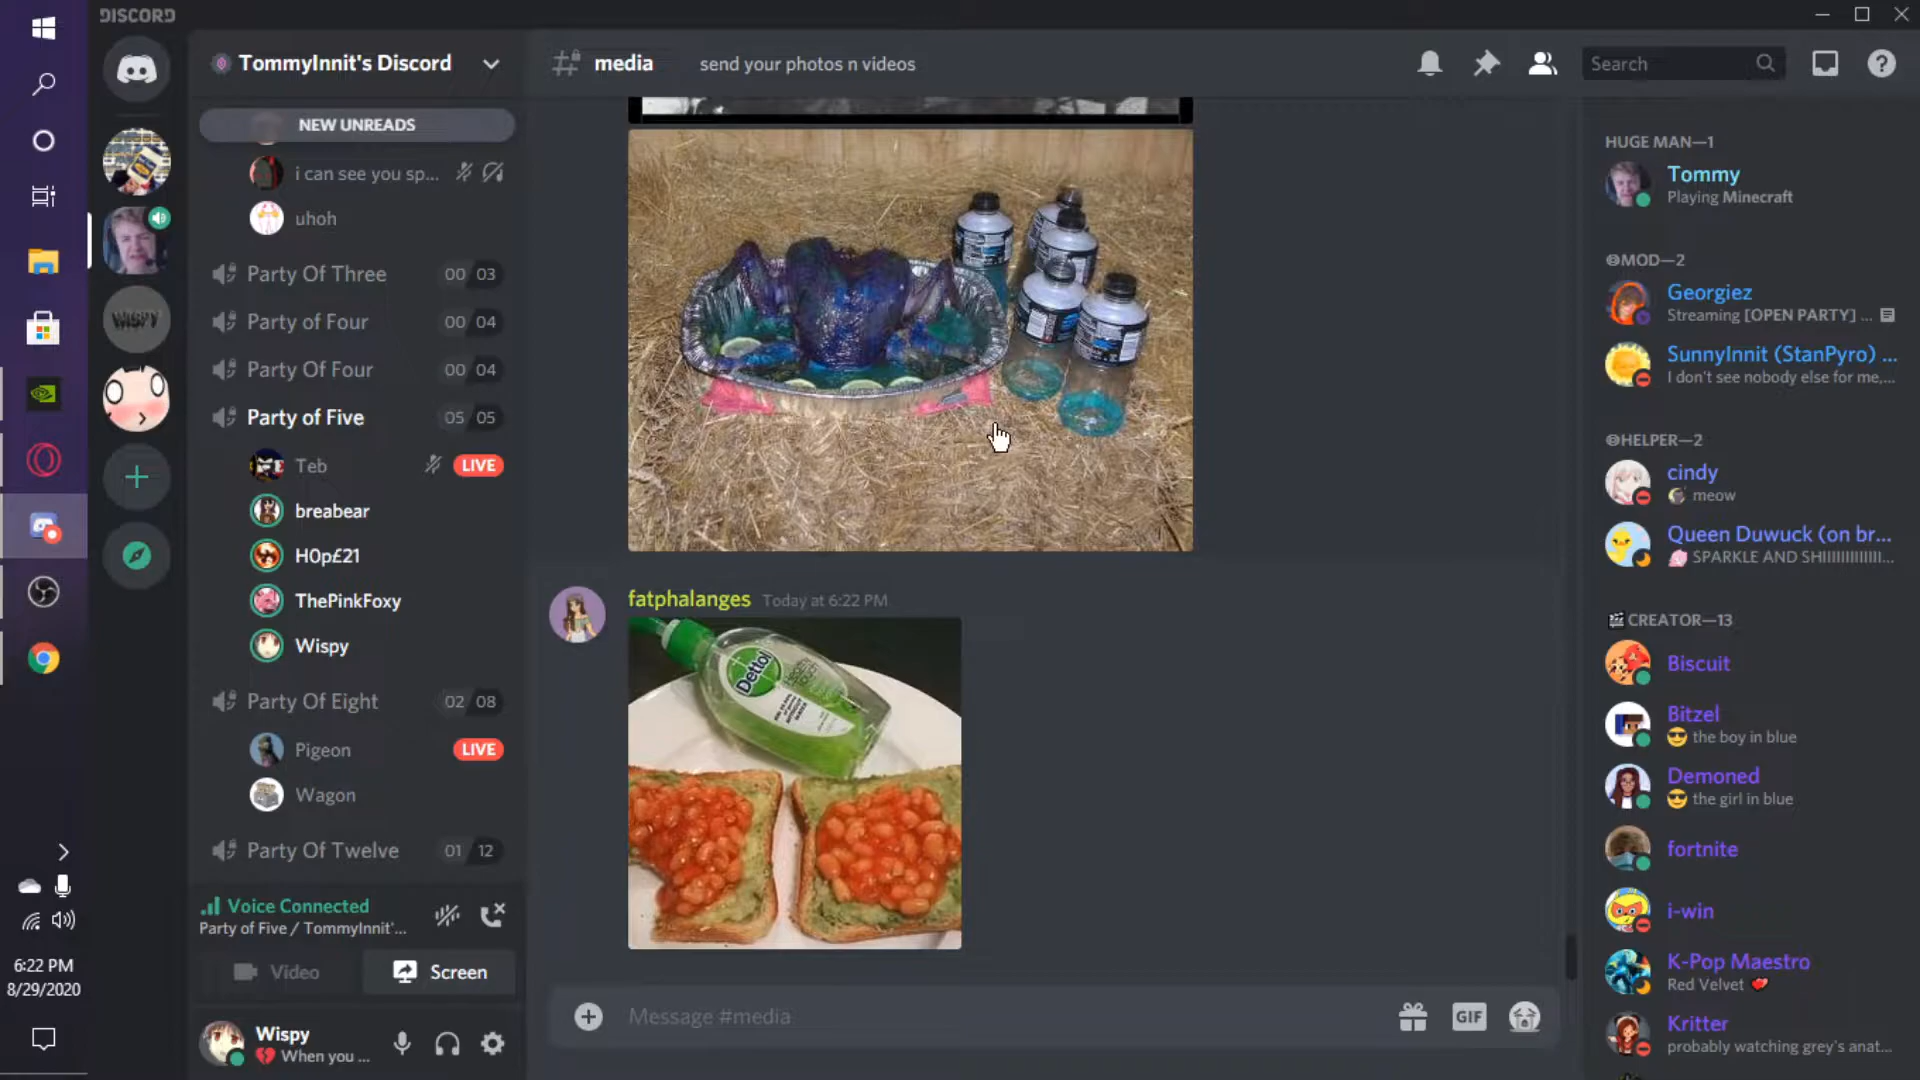 DISCORD
TommyInnit's Discord
NEW UNREADS
i can see you sp...
uhoh
Party Of Three 00 03
Party of Four 00 04
Party Of Four 00 04
Party of Five 05 05
Teb LIVE
breabear
H0p£21
ThePinkFoxy
Wispy
Party Of Eight 02 08
Pigeon LIVE
Wagon
Party Of Twelve 01 12
Voice Connected
Party of Five / TommyInnit'...
Video Screen
Wispy
When you ...
WISPY
6:22 PM
8/29/2020
media send your photos n videos
Search
fatphalanges Today at 6:22 PM
Dettol
Message #media
GIF
HUGE MAN—1
Tommy
Playing Minecraft
MOD—2
Georgiez
Streaming [OPEN PARTY] ...
SunnyInnit (StanPyro) ...
I don't see nobody else for me,...
HELPER—2
cindy
meow
Queen Duwuck (on br...
SPARKLE AND SHIIIIIIIIIIII...
CREATOR—13
Biscuit
Bitzel
the boy in blue
Demoned
the girl in blue
fortnite
i-win
K-Pop Maestro
Red Velvet
Kritter
probably watching grey's anat...